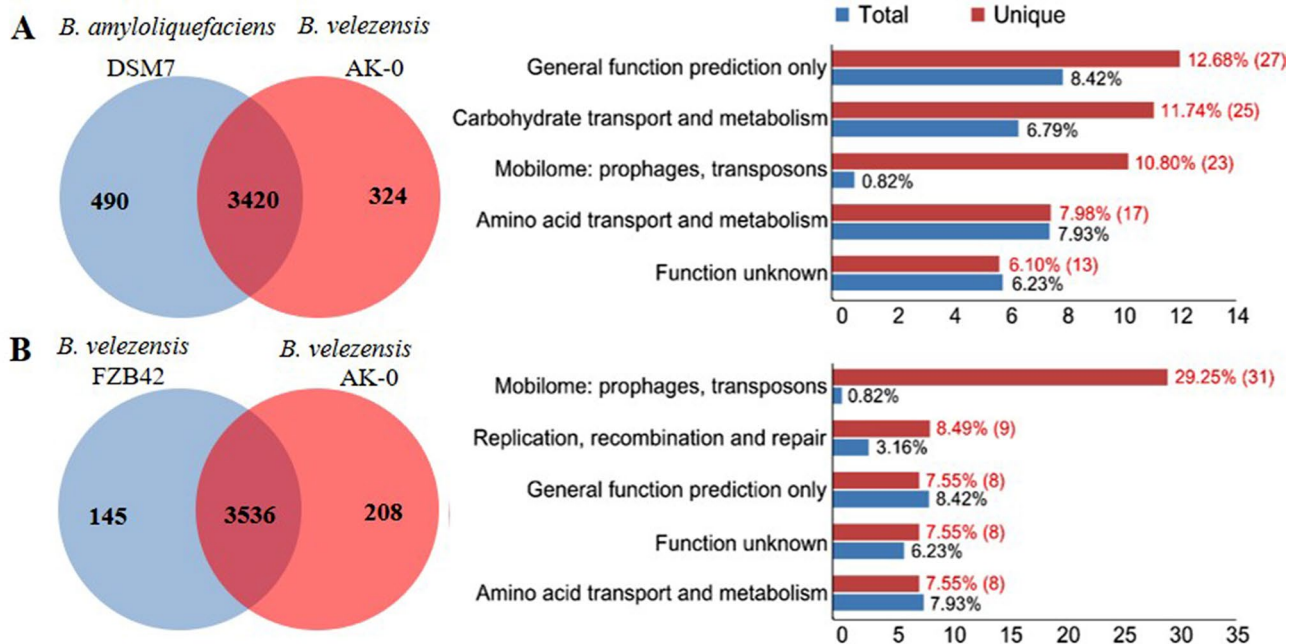 A
B. amyloliquefaciens
DSM7
B. velezensis
AK-0
490
3420
324
Total
Unique
General function prediction only
12.68% (27)
8.42%
Carbohydrate transport and metabolism
11.74% (25)
6.79%
Mobilome: prophages, transposons
10.80% (23)
0.82%
Amino acid transport and metabolism
7.98% (17)
7.93%
Function unknown
6.10% (13)
6.23%
0 2 4 6 8 10 12 14
B
B. velezensis
FZB42
B. velezensis
AK-0
145
3536
208
Mobilome: prophages, transposons
29.25% (31)
0.82%
Replication, recombination and repair
8.49% (9)
3.16%
General function prediction only
7.55% (8)
8.42%
Function unknown
7.55% (8)
6.23%
Amino acid transport and metabolism
7.55% (8)
7.93%
0 5 10 15 20 25 30 35